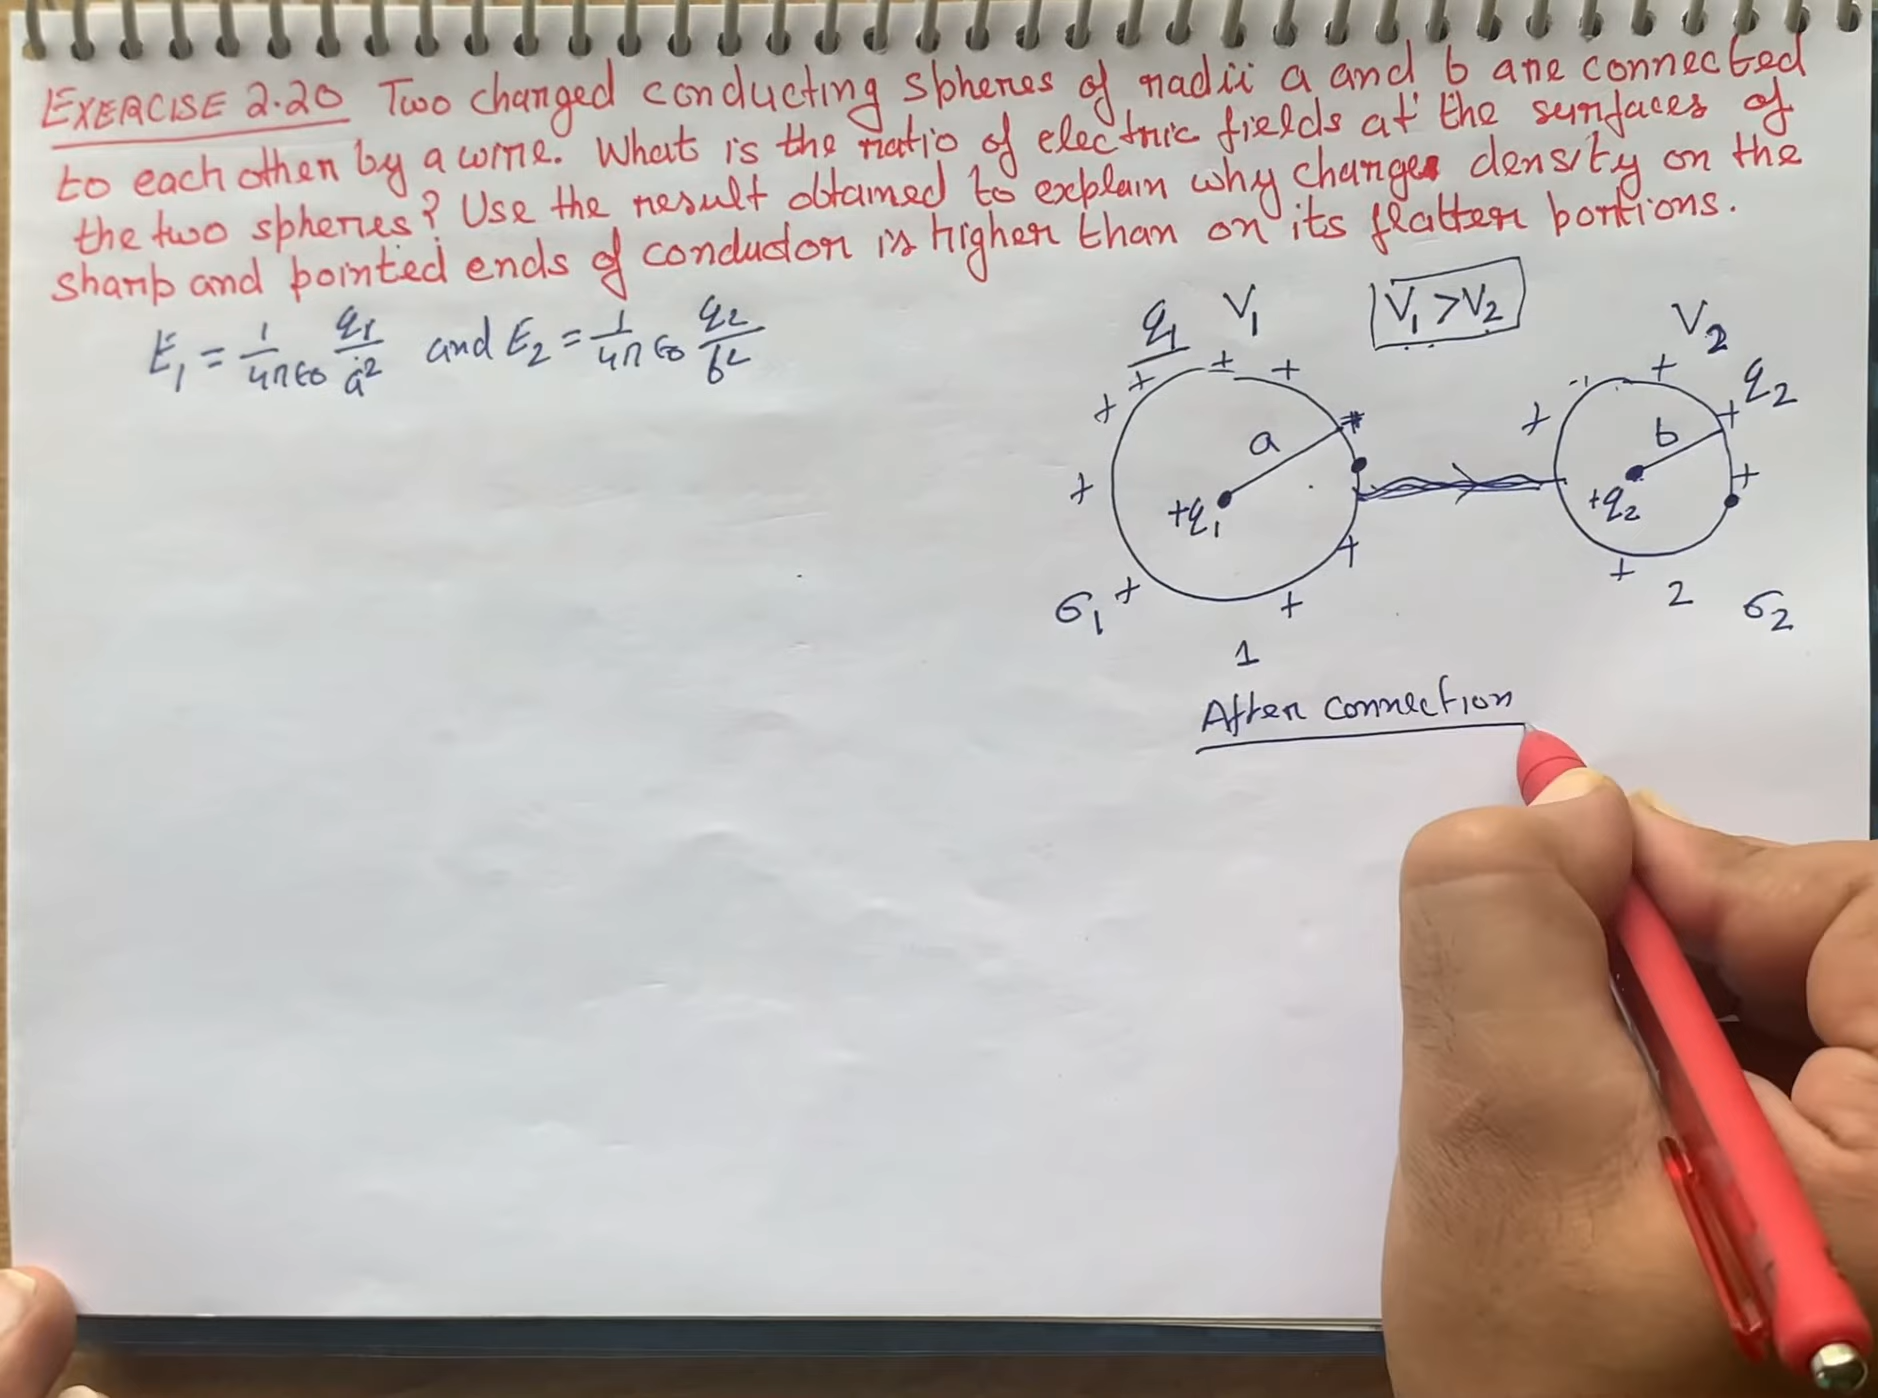 EXERCISE 2.20 Two charged conducting spheres of radii a and b are connected
to each other by a wire. What is the ratio of electric fields at the surfaces of
the two spheres? Use the result obtained to explain why charge density on the
sharp and pointed ends of conductor is higher than on its flatter portions.
E₁ = 1/4πε₀ q₁/a² and E₂ = 1/4πε₀ q₂/b²
q₁ V₁
V₁ > V₂
V₂
q₂
a
b
+q₁
+q₂
σ₁
1
2
σ₂
After connection